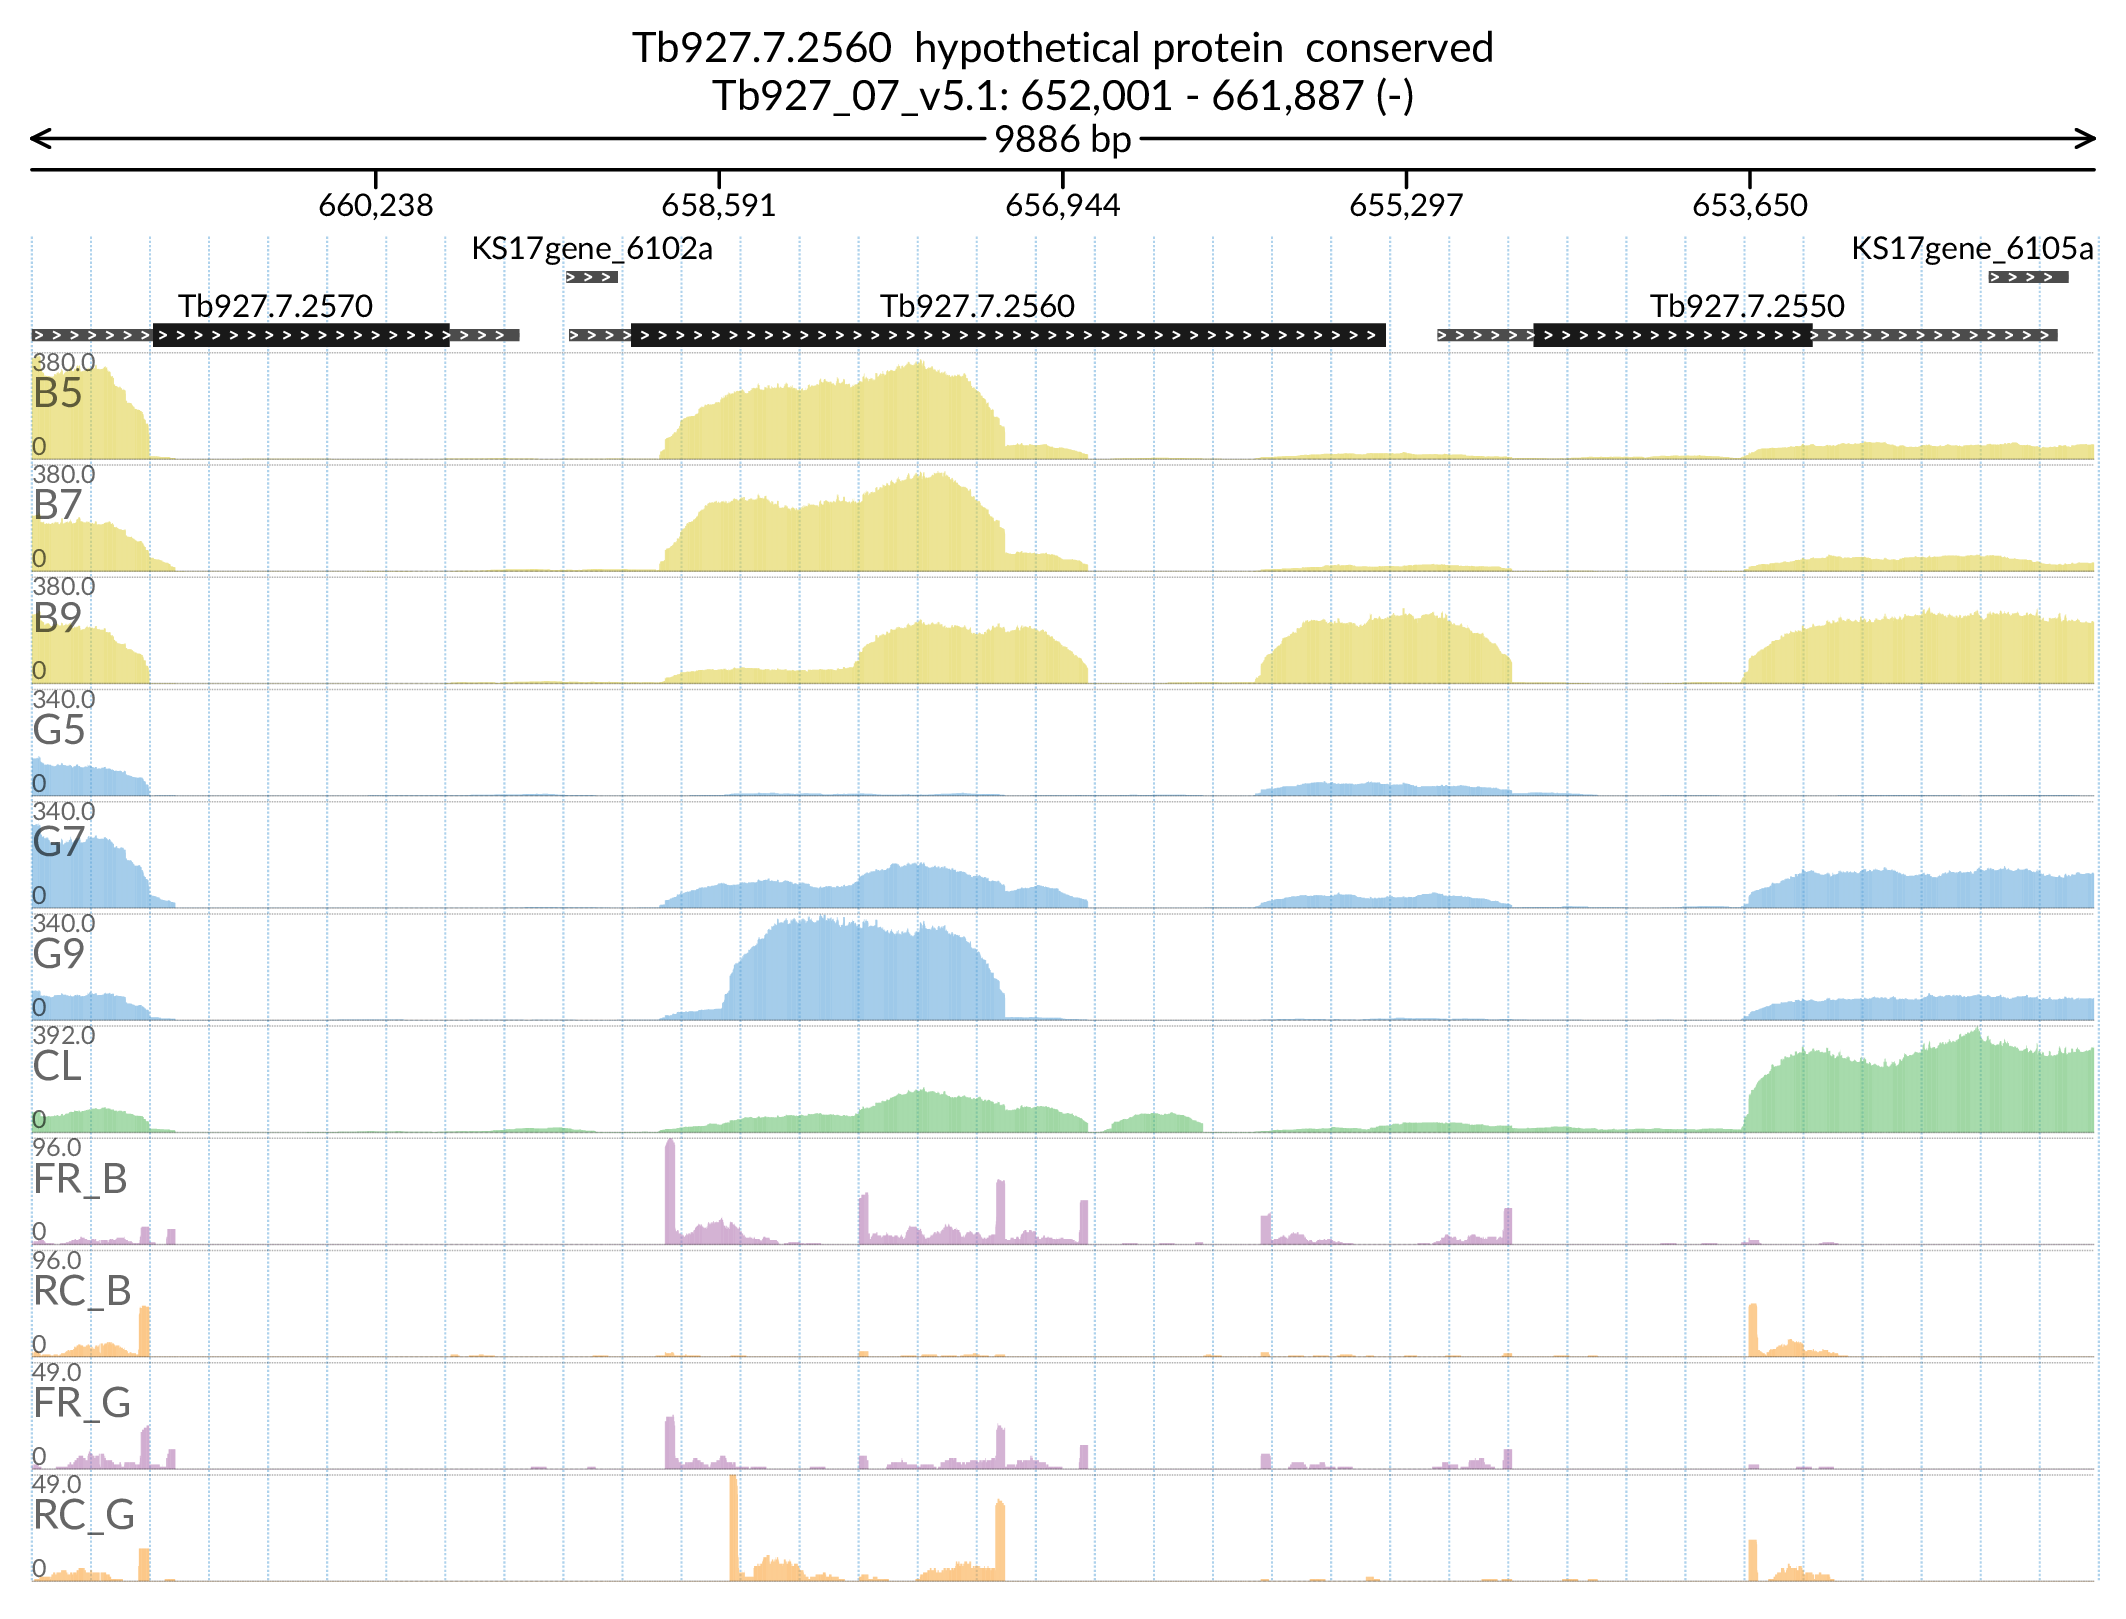 Tb927.7.2560 hypothetical protein conserved
Tb927_07_v5.1: 652,001 - 661,887 (-)
9886 bp
660,238 658,591 656,944 655,297 653,650
KS17gene_6102a KS17gene_6105a
Tb927.7.2570 Tb927.7.2560 Tb927.7.2550
380.0
B5
0
380.0
B7
0
380.0
B9
0
340.0
G5
0
340.0
G7
0
340.0
G9
0
392.0
CL
0
96.0
FR_B
0
96.0
RC_B
0
49.0
FR_G
0
49.0
RC_G
0